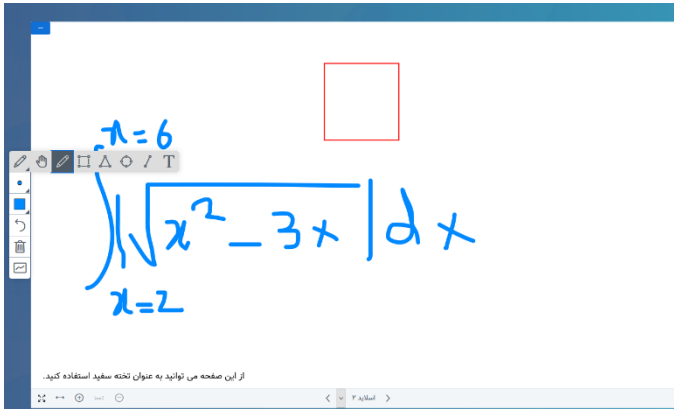 x = 6
T
∫|√(x² - 3x)|dx
x = 2
از این صفحه می توانید به عنوان تخته سفید استفاده کنید.
اسلاید ۲